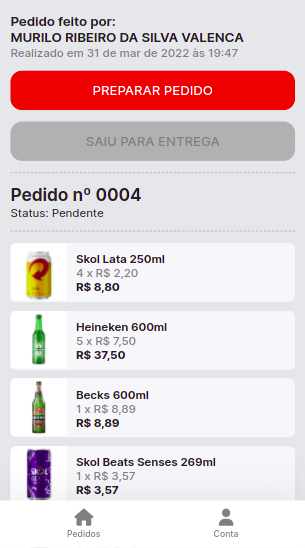 Pedido feito por:
MURILO RIBEIRO DA SILVA VALENCA
Realizado em 31 de mar de 2022 às 19:47
PREPARAR PEDIDO
SAIU PARA ENTREGA
Pedido nº 0004
Status: Pendente
Skol Lata 250ml
4 x R$ 2,20
R$ 8,80
Heineken 600ml
5 x R$ 7,50
R$ 37,50
Becks 600ml
1 x R$ 8,89
R$ 8,89
Skol Beats Senses 269ml
1 x R$ 3,57
R$ 3,57
Pedidos
Conta